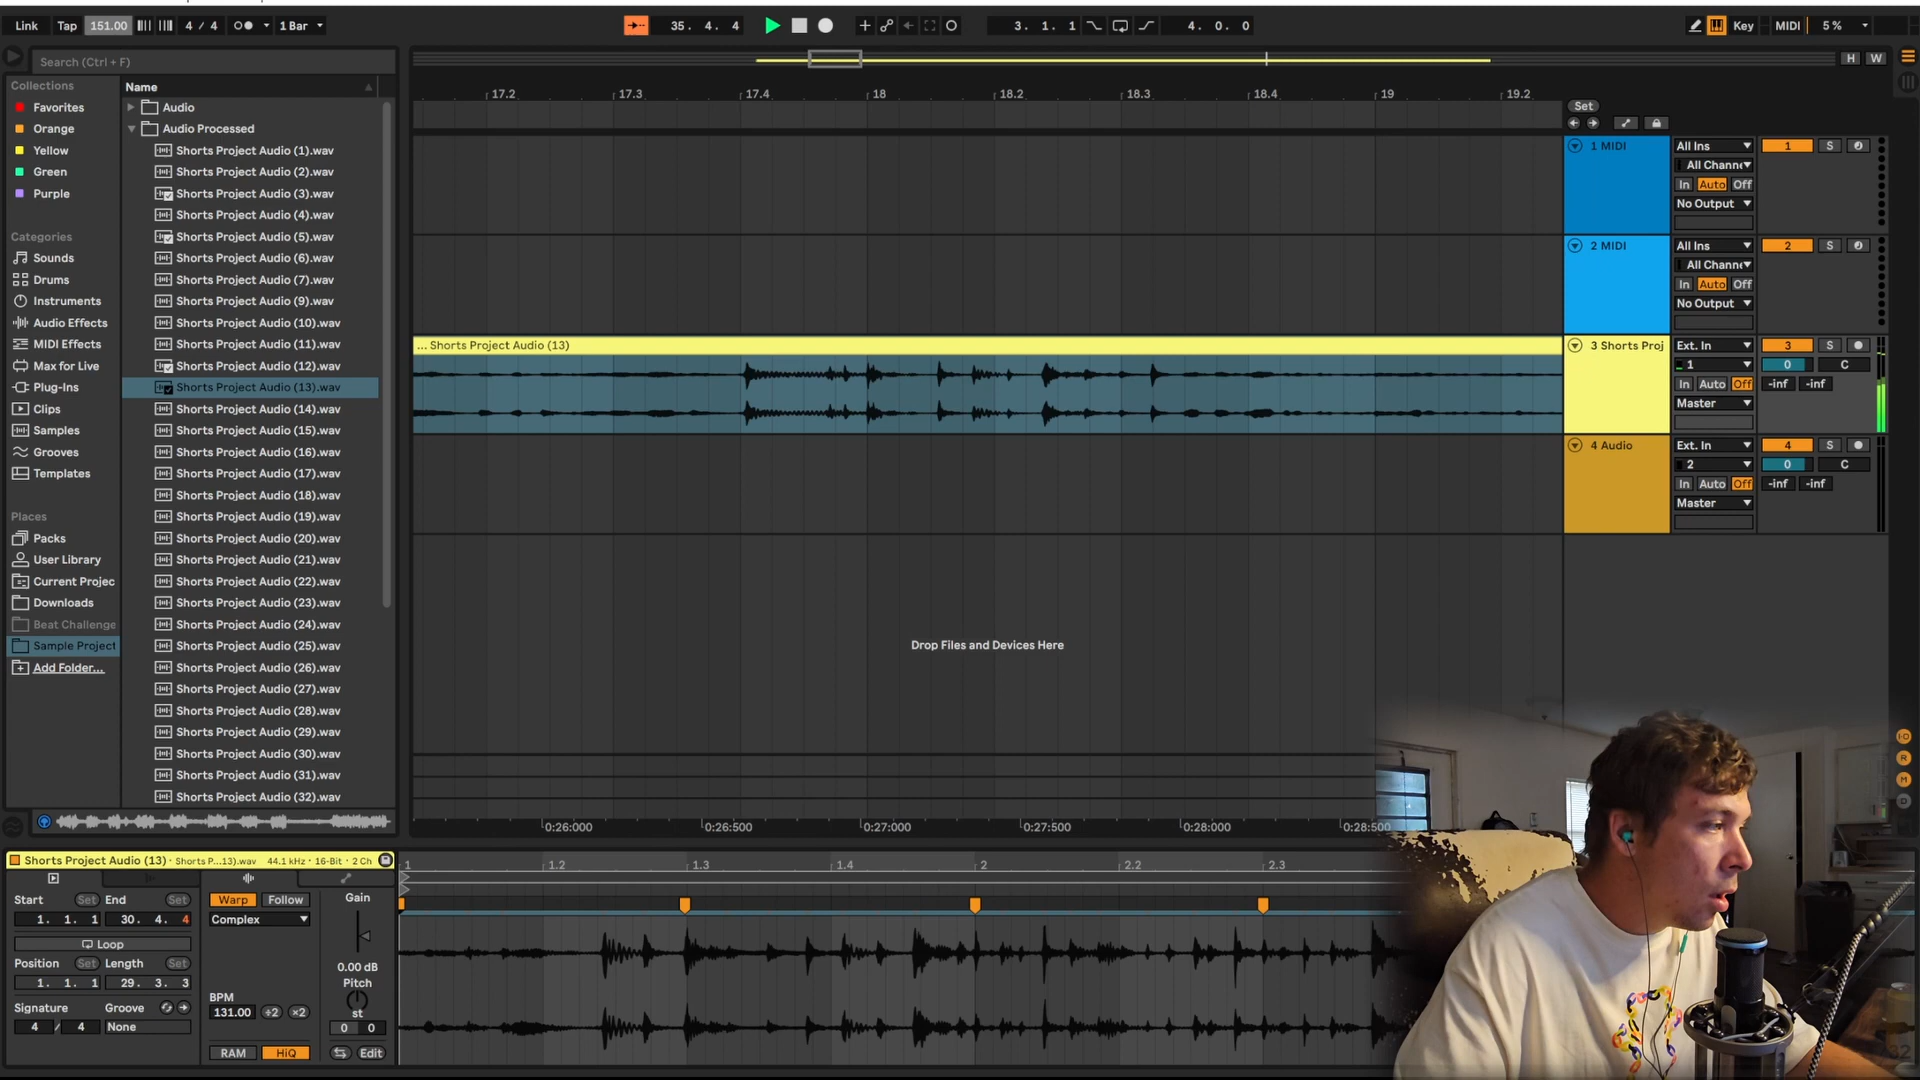 Link Tap 151.00 4 / 4 1 Bar 35. 4. 4 3. 1. 1 4. 0. 0 Key MIDI 5 %
Search (Ctrl + F)
H W
Collections
Favorites
Orange
Yellow
Green
Purple
Categories
Sounds
Drums
Instruments
Audio Effects
MIDI Effects
Max for Live
Plug-Ins
Clips
Samples
Grooves
Templates
Places
Packs
User Library
Current Projec
Downloads
Beat Challenge
Sample Project
Add Folder...
Name
Audio
Audio Processed
Shorts Project Audio (1).wav
Shorts Project Audio (2).wav
Shorts Project Audio (3).wav
Shorts Project Audio (4).wav
Shorts Project Audio (5).wav
Shorts Project Audio (6).wav
Shorts Project Audio (7).wav
Shorts Project Audio (9).wav
Shorts Project Audio (10).wav
Shorts Project Audio (11).wav
Shorts Project Audio (12).wav
Shorts Project Audio (13).wav
Shorts Project Audio (14).wav
Shorts Project Audio (15).wav
Shorts Project Audio (16).wav
Shorts Project Audio (17).wav
Shorts Project Audio (18).wav
Shorts Project Audio (19).wav
Shorts Project Audio (20).wav
Shorts Project Audio (21).wav
Shorts Project Audio (22).wav
Shorts Project Audio (23).wav
Shorts Project Audio (24).wav
Shorts Project Audio (25).wav
Shorts Project Audio (26).wav
Shorts Project Audio (27).wav
Shorts Project Audio (28).wav
Shorts Project Audio (29).wav
Shorts Project Audio (30).wav
Shorts Project Audio (31).wav
Shorts Project Audio (32).wav
17.2 17.3 17.4 18 18.2 18.3 18.4 19 19.2
Set
1 MIDI All Ins 1 S
All Channe
In Auto Off
No Output
2 MIDI All Ins 2 S
All Channe
In Auto Off
No Output
... Shorts Project Audio (13)
3 Shorts Proj Ext. In 3 S
1 0 C
In Auto Off -inf -inf
Master
4 Audio Ext. In 4 S
2 0 C
In Auto Off -inf -inf
Master
Drop Files and Devices Here
0:26:000 0:26:500 0:27:000 0:27:500 0:28:000 0:28:500
I-O
R
M
D
Shorts Project Audio (13) · Shorts P...13).wav 44.1 kHz · 16-Bit · 2 Ch
1 1.2 1.3 1.4 2 2.2 2.3
Start Set End Set
1. 1. 1 30. 4. 4
Loop
Position Set Length Set
1. 1. 1 29. 3. 3
Signature Groove
4 / 4 None
Warp Follow
Complex
BPM
131.00 ÷2 ×2
RAM HiQ
Gain
0.00 dB
Pitch
st
0 0
Edit